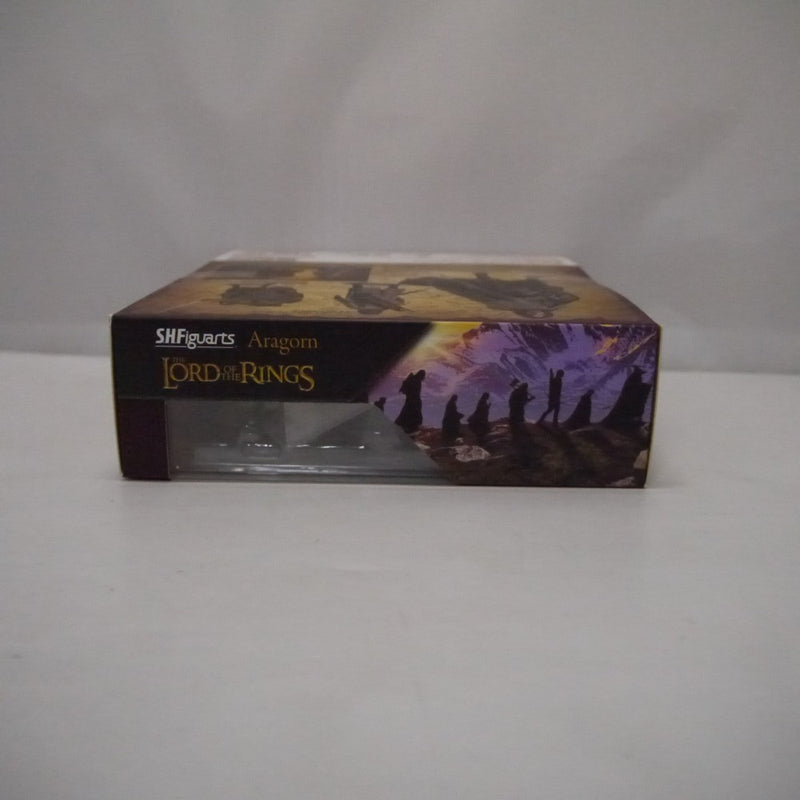 SHFiguarts Aragorn
THE
LORD OF THE RINGS